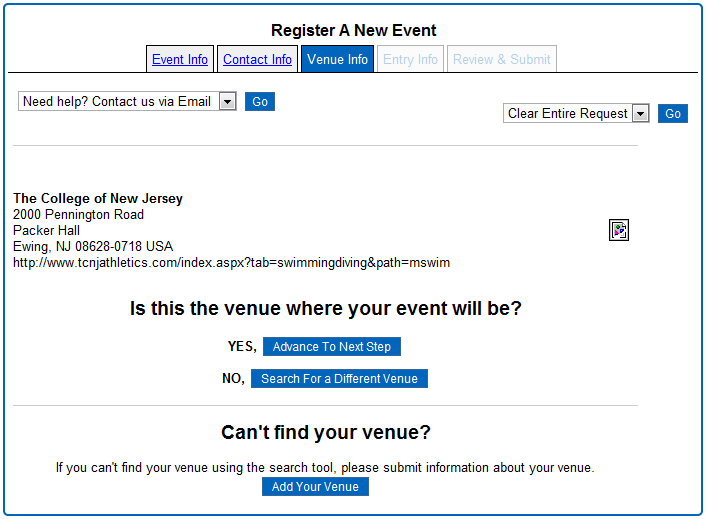 Register A New Event
Event Info Contact Info Venue Info Entry Info Review & Submit
Need help? Contact us via Email Go
Clear Entire Request Go
The College of New Jersey
2000 Pennington Road
Packer Hall
Ewing, NJ 08628-0718 USA
http://www.tcnjathletics.com/index.aspx?tab=swimmingdiving&path=mswim
Is this the venue where your event will be?
YES, Advance To Next Step
NO, Search For a Different Venue
Can't find your venue?
If you can't find your venue using the search tool, please submit information about your venue.
Add Your Venue